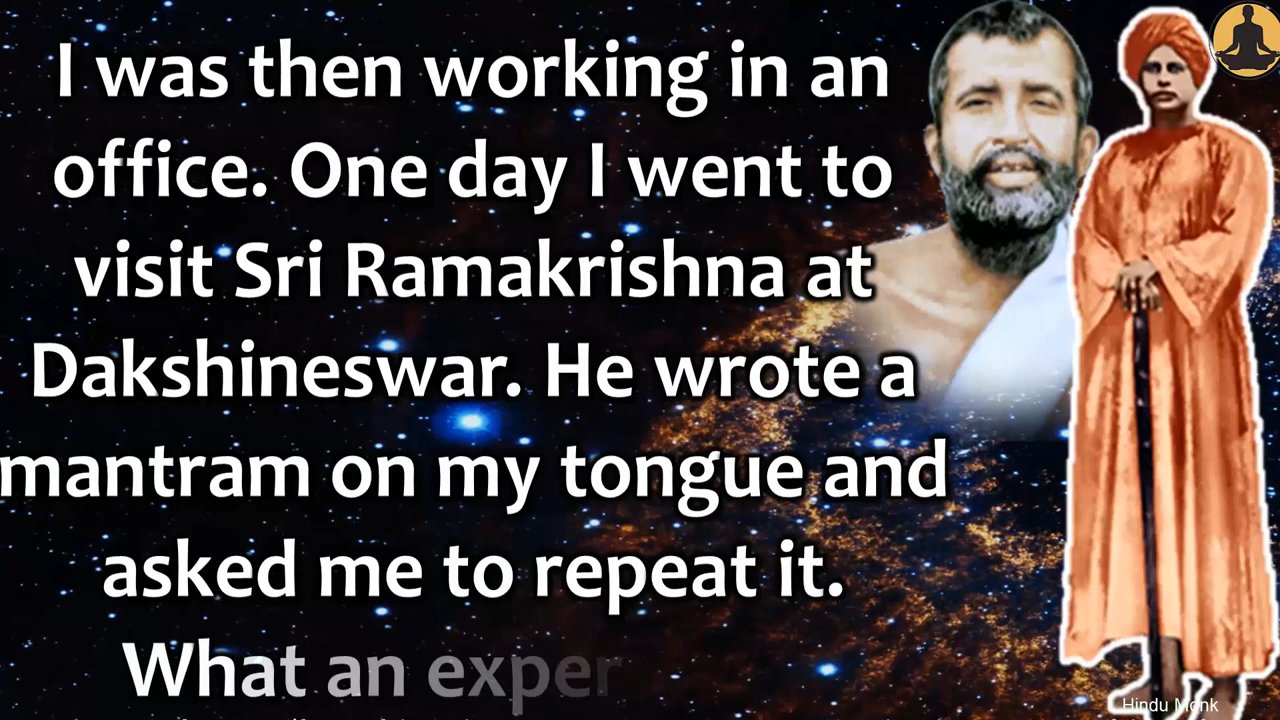 I was then working in an
office. One day I went to
visit Sri Ramakrishna at
Dakshineswar. He wrote a
mantram on my tongue and
asked me to repeat it.
What an exper
Hindu Monk